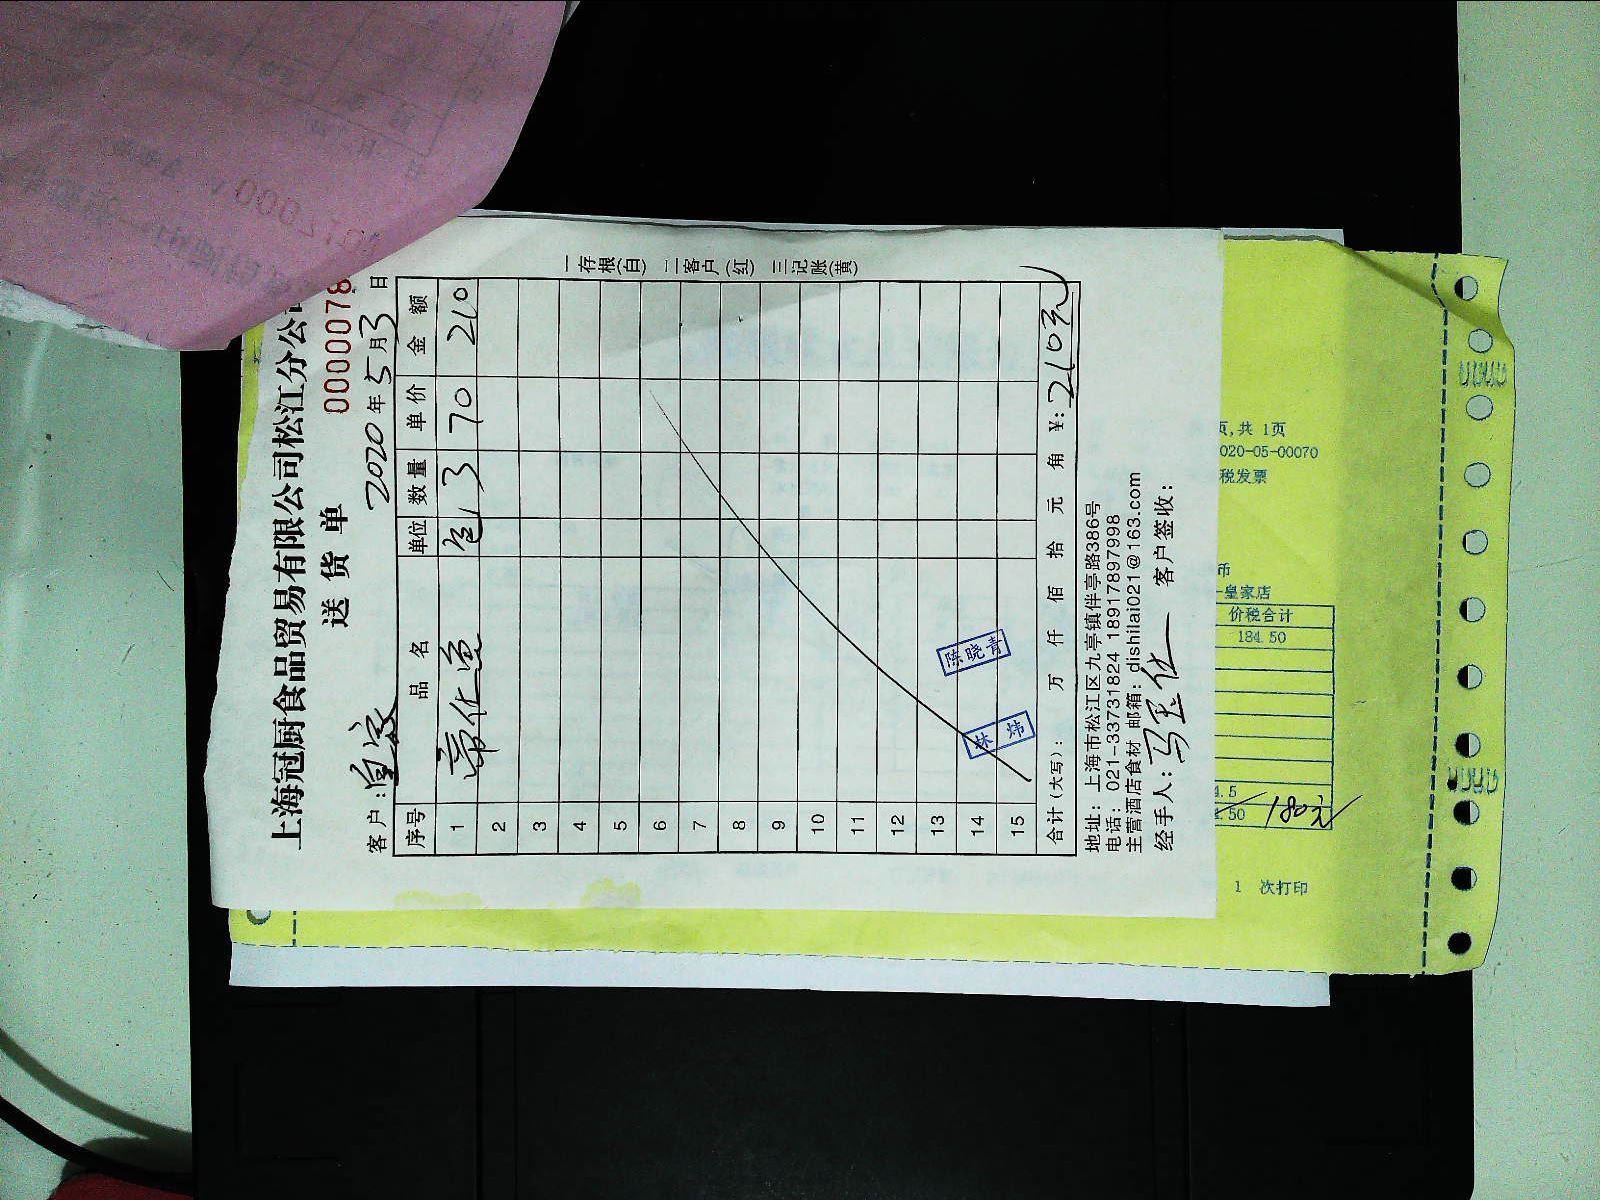 上海冠厨食品贸易有限公司松江分公司
送货单 0000078
客户:皇家 2020年5月3日
序号 品名 单位 数量 单价 金额
1 包 3 70 210
2
3
4
5
6
7
8
9
10
11
12
13
14
15
陈晓青
林炜
合计(大写): 万 仟 佰 拾 元 角 ¥:210元
地址: 上海市松江区九亭镇伴亭路386号
电话: 021-33731824 18917897998
主营酒店食材 邮箱: dishilai021@163.com
经手人: 客户签收:
一存根(白) 二客户(红) 三记账(黄)
页,共 1页
020-05-00070
税发票
币
皇家店
价税合计
184.50
4.5
.50 180元
1 次打印